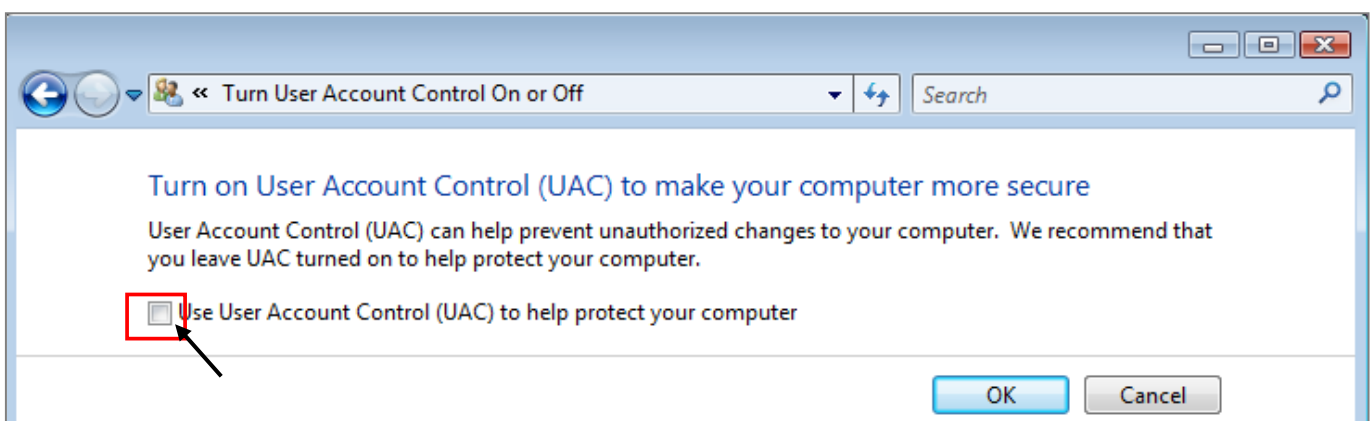 « Turn User Account Control On or Off
Search
Turn on User Account Control (UAC) to make your computer more secure
User Account Control (UAC) can help prevent unauthorized changes to your computer.  We recommend that
you leave UAC turned on to help protect your computer.
Use User Account Control (UAC) to help protect your computer
OK
Cancel